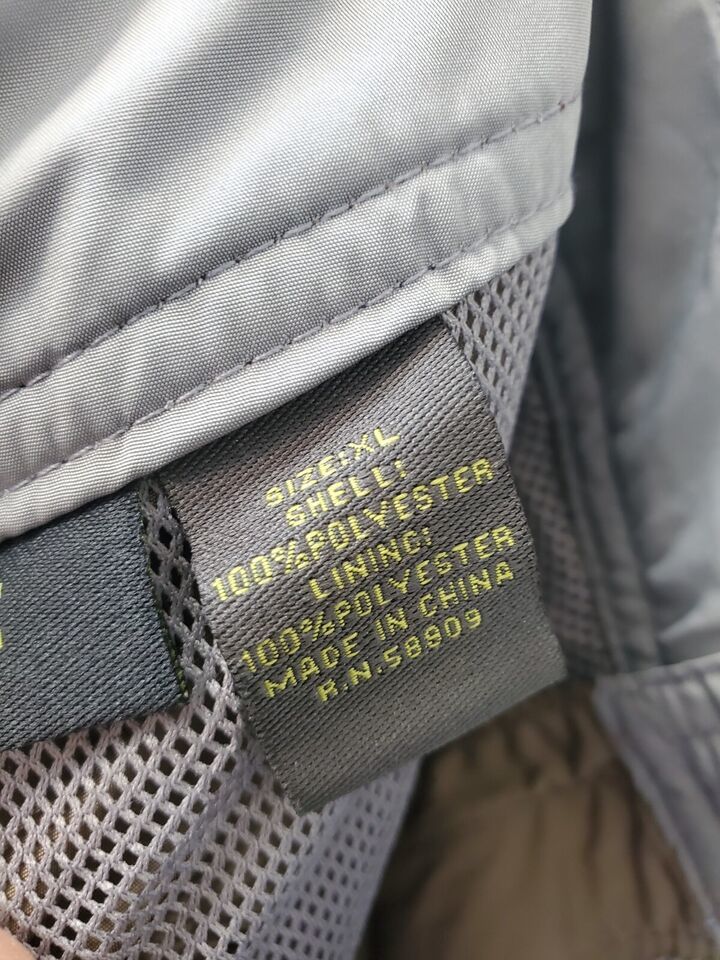 SIZE:XL
SHELL:
100%POLYESTER
LINING:
100%POLYESTER
MADE IN CHINA
R.N.58909